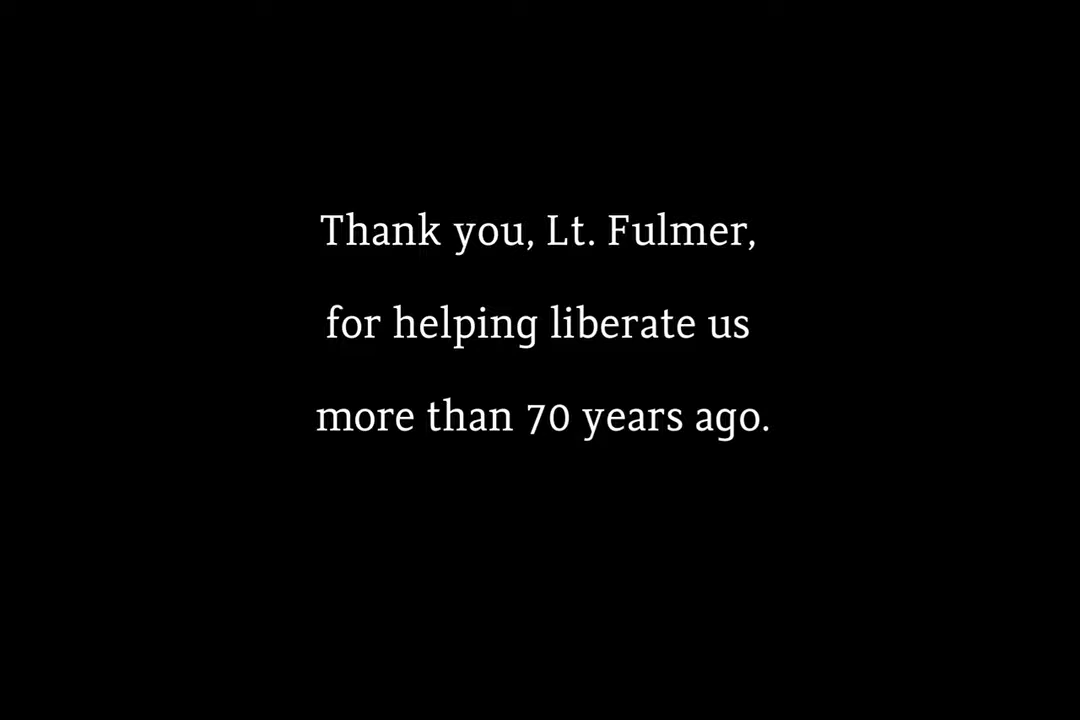 Thank you, Lt. Fulmer,
for helping liberate us
more than 70 years ago.